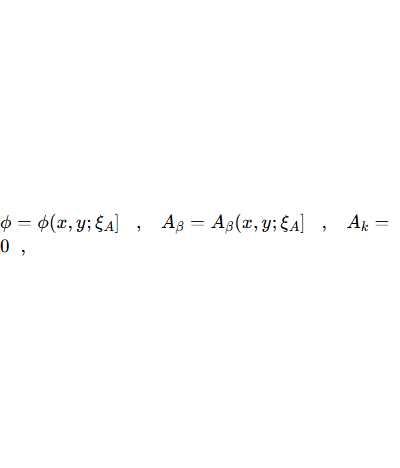 ϕ = ϕ(x, y; ξ_A] , A_β = A_β(x, y; ξ_A] , A_k =
0 ,